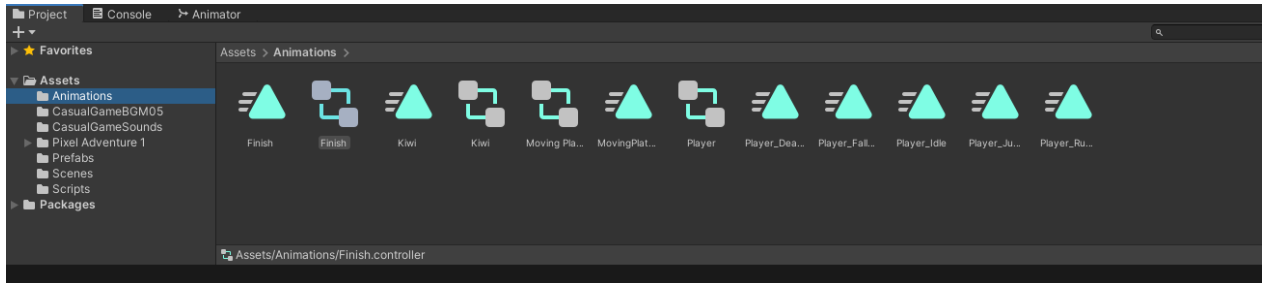 Project Console Animator
+
Favorites
Assets > Animations >
Assets
Animations
CasualGameBGM05
CasualGameSounds
Pixel Adventure 1
Prefabs
Scenes
Scripts
Packages
Finish Finish Kiwi Kiwi Moving Pla... MovingPlat... Player Player_Dea... Player_Fall... Player_Idle Player_Ju... Player_Ru...
Assets/Animations/Finish.controller